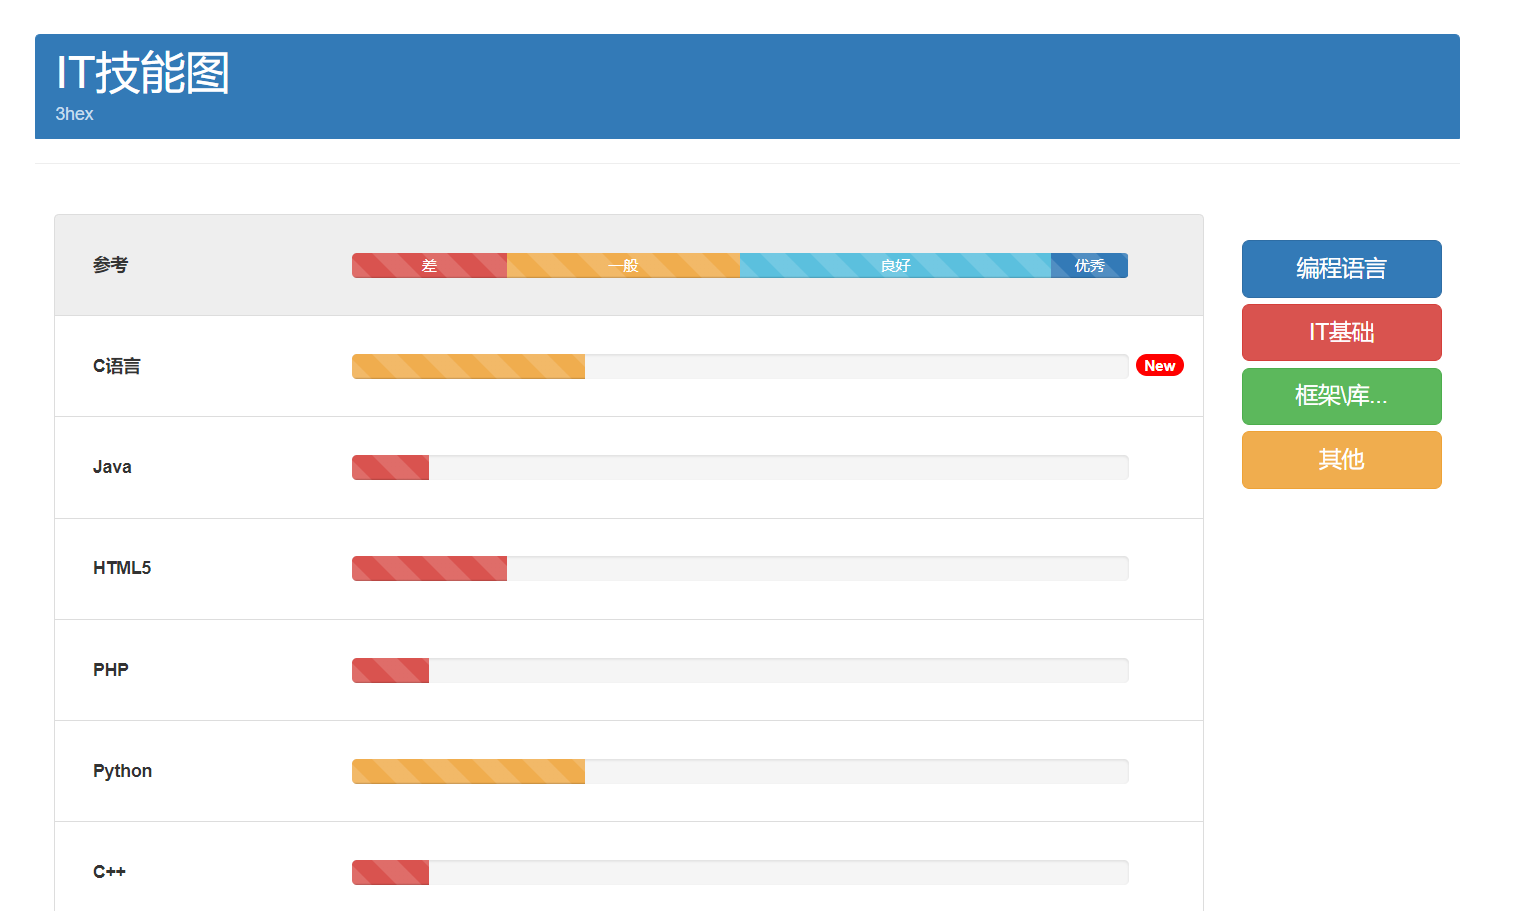 IT技能图
3hex
参考
差 一般 良好 优秀
C语言
New
Java
HTML5
PHP
Python
C++
编程语言
IT基础
框架\库...
其他